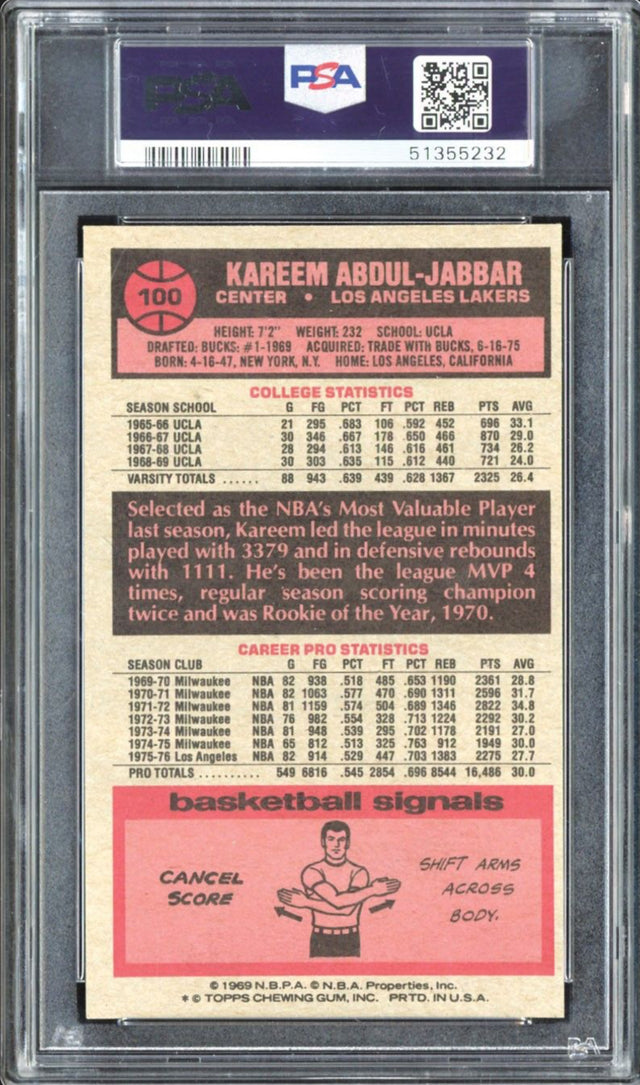 PSA
PSA
51355232
100
KAREEM ABDUL-JABBAR
CENTER • LOS ANGELES LAKERS
HEIGHT: 7'2" WEIGHT: 232 SCHOOL: UCLA
DRAFTED: BUCKS: #1-1969 ACQUIRED: TRADE WITH BUCKS, 6-16-75
BORN: 4-16-47, NEW YORK, N.Y. HOME: LOS ANGELES, CALIFORNIA
COLLEGE STATISTICS
SEASON SCHOOL G FG PCT FT PCT REB PTS AVG
1965-66 UCLA 21 295 .683 106 .592 452 696 33.1
1966-67 UCLA 30 346 .667 178 .650 466 870 29.0
1967-68 UCLA 28 294 .613 146 .616 461 734 26.2
1968-69 UCLA 30 303 .635 115 .612 440 721 24.0
VARSITY TOTALS ...... 88 943 .639 439 .628 1367 2325 26.4
Selected as the NBA's Most Valuable Player
last season, Kareem led the league in minutes
played with 3379 and in defensive rebounds
with 1111. He's been the league MVP 4
times, regular season scoring champion
twice and was Rookie of the Year, 1970.
CAREER PRO STATISTICS
SEASON CLUB G FG PCT FT PCT REB PTS AVG
1969-70 Milwaukee NBA 82 938 .518 485 .653 1190 2361 28.8
1970-71 Milwaukee NBA 82 1063 .577 470 .690 1311 2596 31.7
1971-72 Milwaukee NBA 81 1159 .574 504 .689 1346 2822 34.8
1972-73 Milwaukee NBA 76 982 .554 328 .713 1224 2292 30.2
1973-74 Milwaukee NBA 81 948 .539 295 .702 1178 2191 27.0
1974-75 Milwaukee NBA 65 812 .513 325 .763 912 1949 30.0
1975-76 Los Angeles NBA 82 914 .529 447 .703 1383 2275 27.7
PRO TOTALS .......... 549 6816 .545 2854 .696 8544 16,486 30.0
basketball signals
CANCEL
SCORE
SHIFT ARMS
ACROSS
BODY.
© 1969 N.B.P.A. © N.B.A. Properties, Inc.
* © TOPPS CHEWING GUM, INC. PRTD. IN U.S.A.
PSA